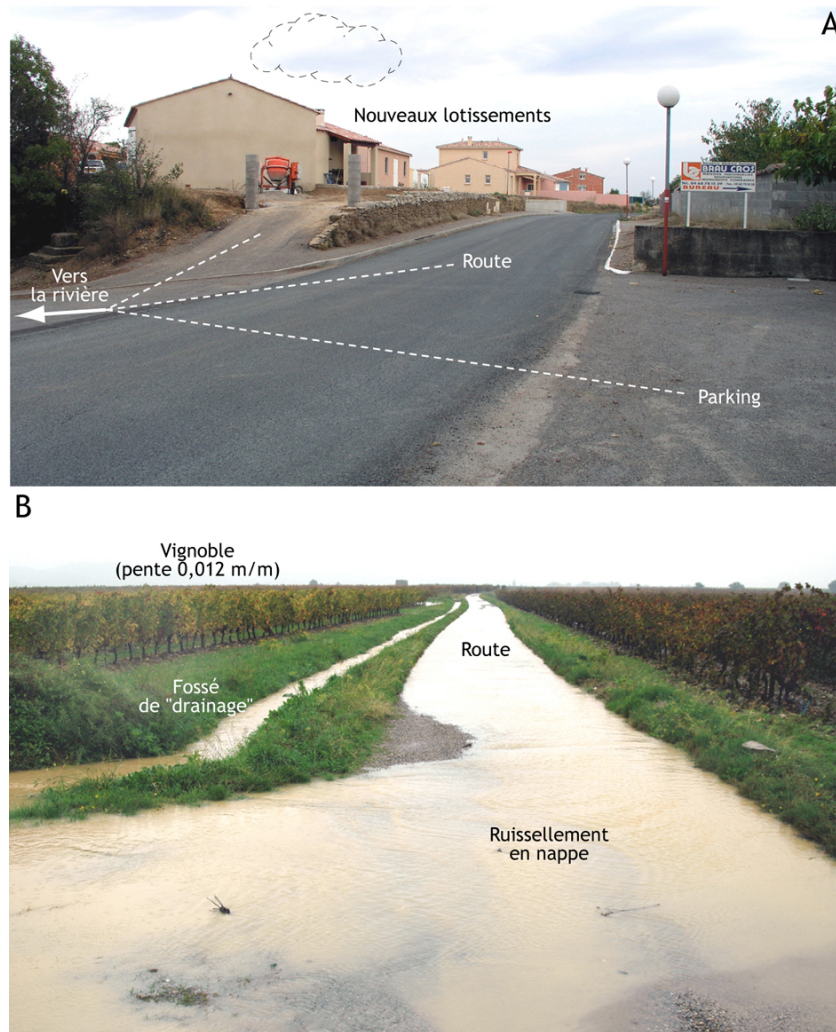 A
Nouveaux lotissements
BRAU CROS
BUREAU
Vers
la rivière
Route
Parking
B
Vignoble
(pente 0,012 m/m)
Route
Fossé
de "drainage"
Ruissellement
en nappe